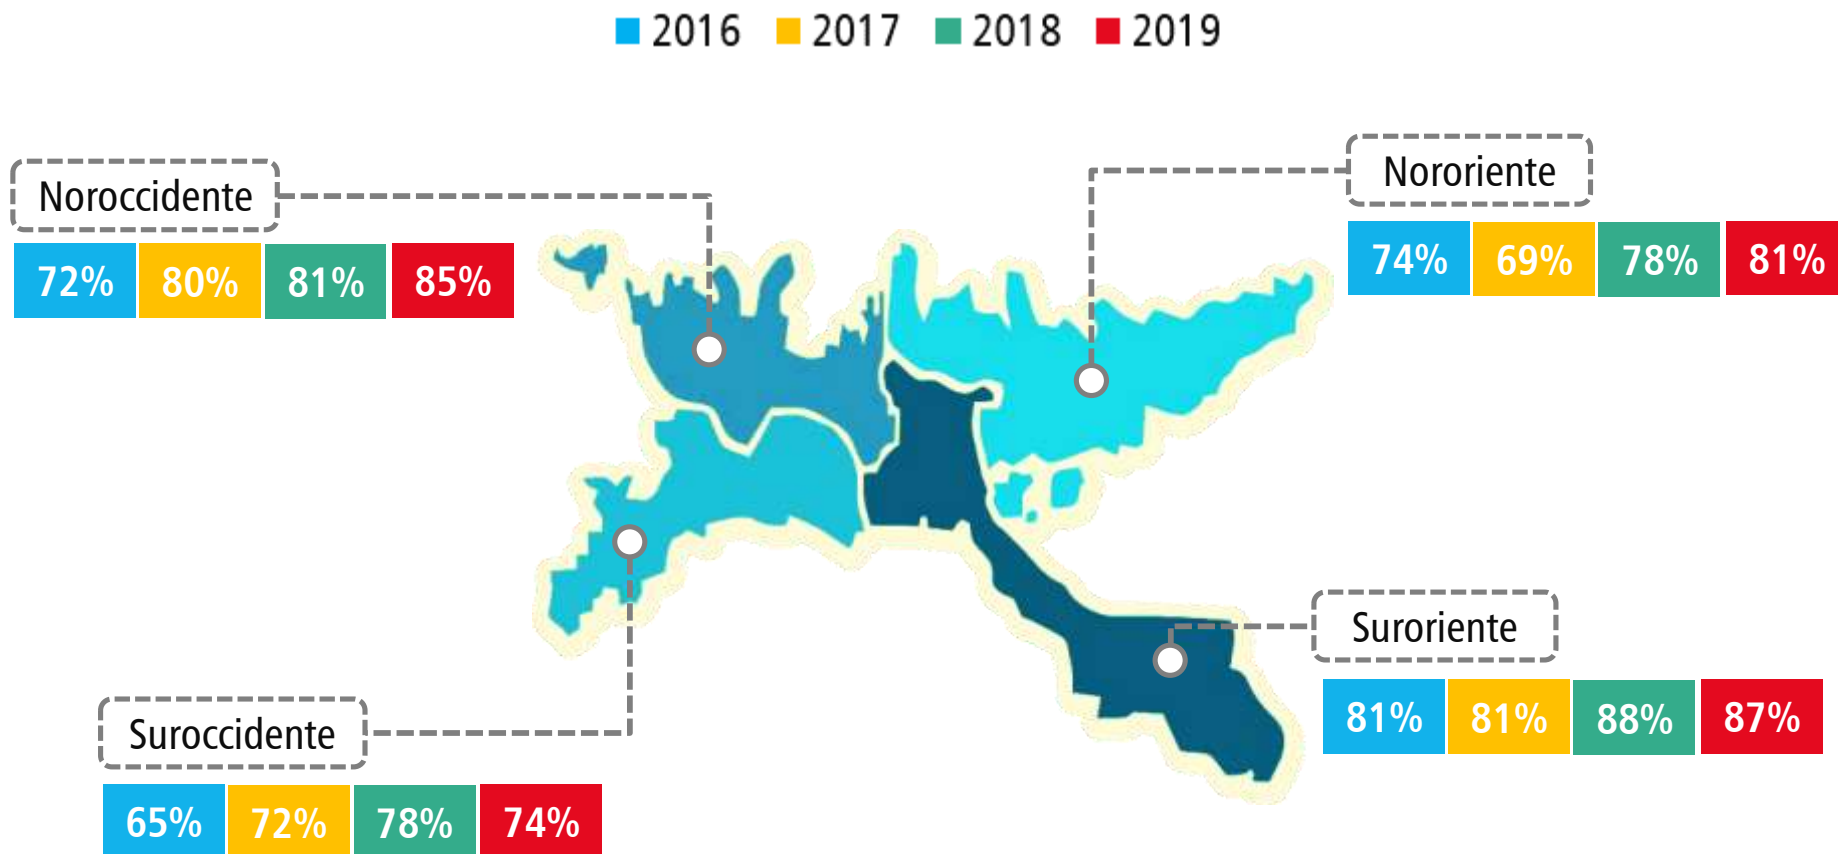 2016 2017 2018 2019
Noroccidente
72% 80% 81% 85%
Nororiente
74% 69% 78% 81%
Suroriente
81% 81% 88% 87%
Suroccidente
65% 72% 78% 74%